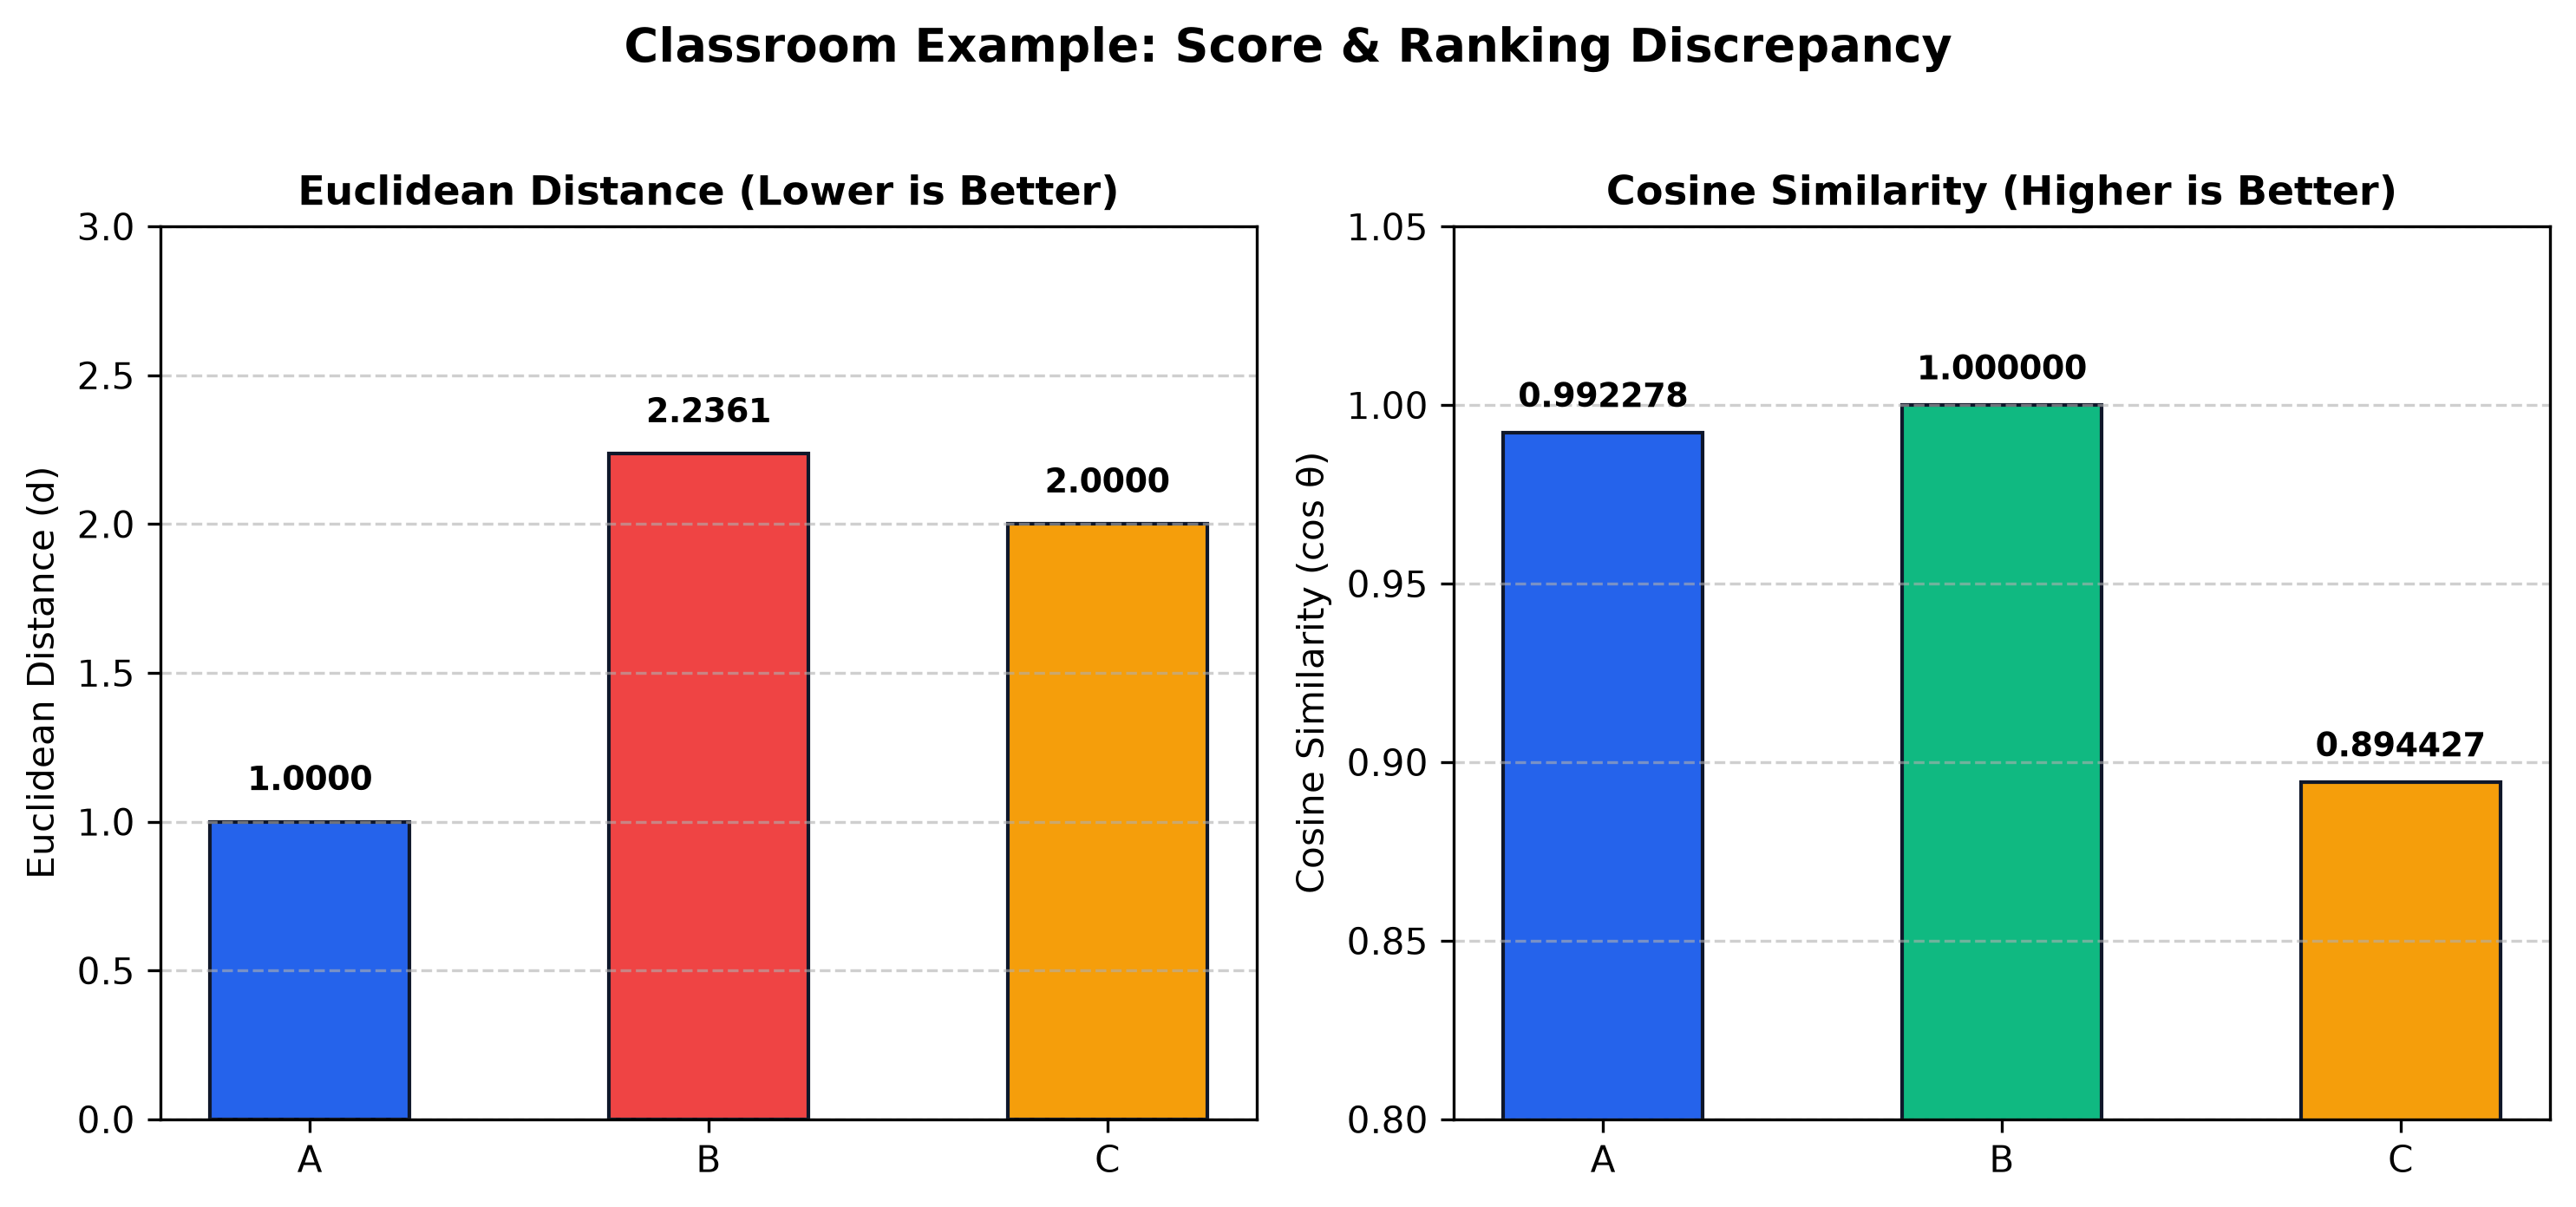 Classroom Example: Score & Ranking Discrepancy
Euclidean Distance (Lower is Better)
Euclidean Distance (d)
3.0
2.5
2.0
1.5
1.0
0.5
0.0
1.0000
2.2361
2.0000
A
B
C
Cosine Similarity (Higher is Better)
Cosine Similarity (cos θ)
1.05
1.00
0.95
0.90
0.85
0.80
0.992278
1.000000
0.894427
A
B
C